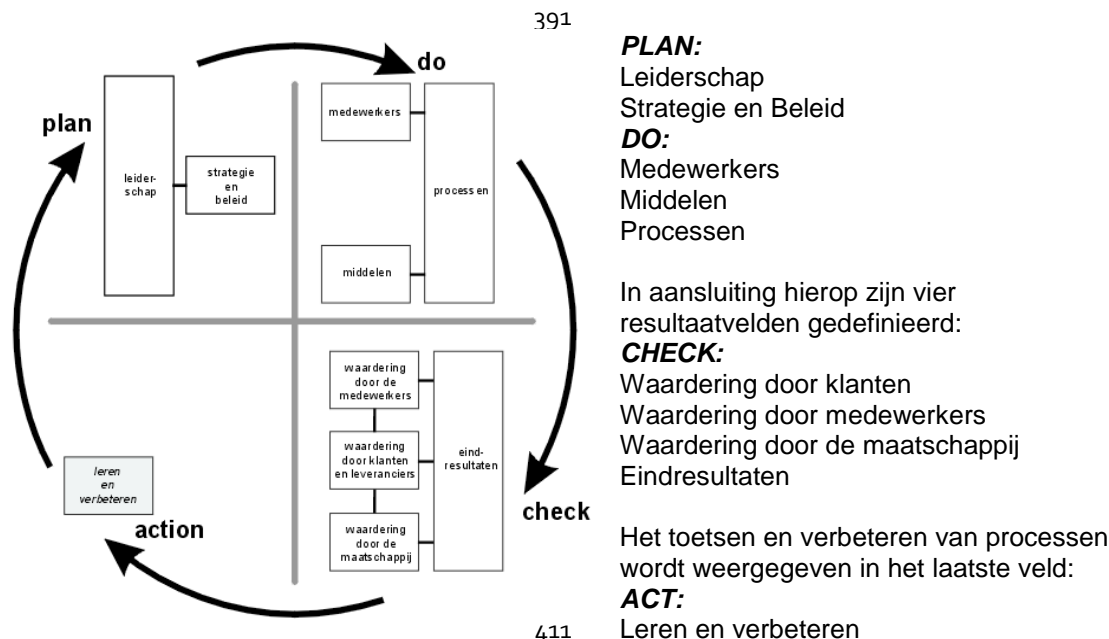 391
do
medewerkers
plan
leider-
schap
strategie
en
beleid
processen
middelen
waardering
door de
medewerkers
waardering
door klanten
en leveranciers
eind-
resultaten
waardering
door de
maatschappij
check
leren
en
verbeteren
action
411
PLAN:
Leiderschap
Strategie en Beleid
DO:
Medewerkers
Middelen
Processen
In aansluiting hierop zijn vier
resultaatvelden gedefinieerd:
CHECK:
Waardering door klanten
Waardering door medewerkers
Waardering door de maatschappij
Eindresultaten
Het toetsen en verbeteren van processen
wordt weergegeven in het laatste veld:
ACT:
Leren en verbeteren